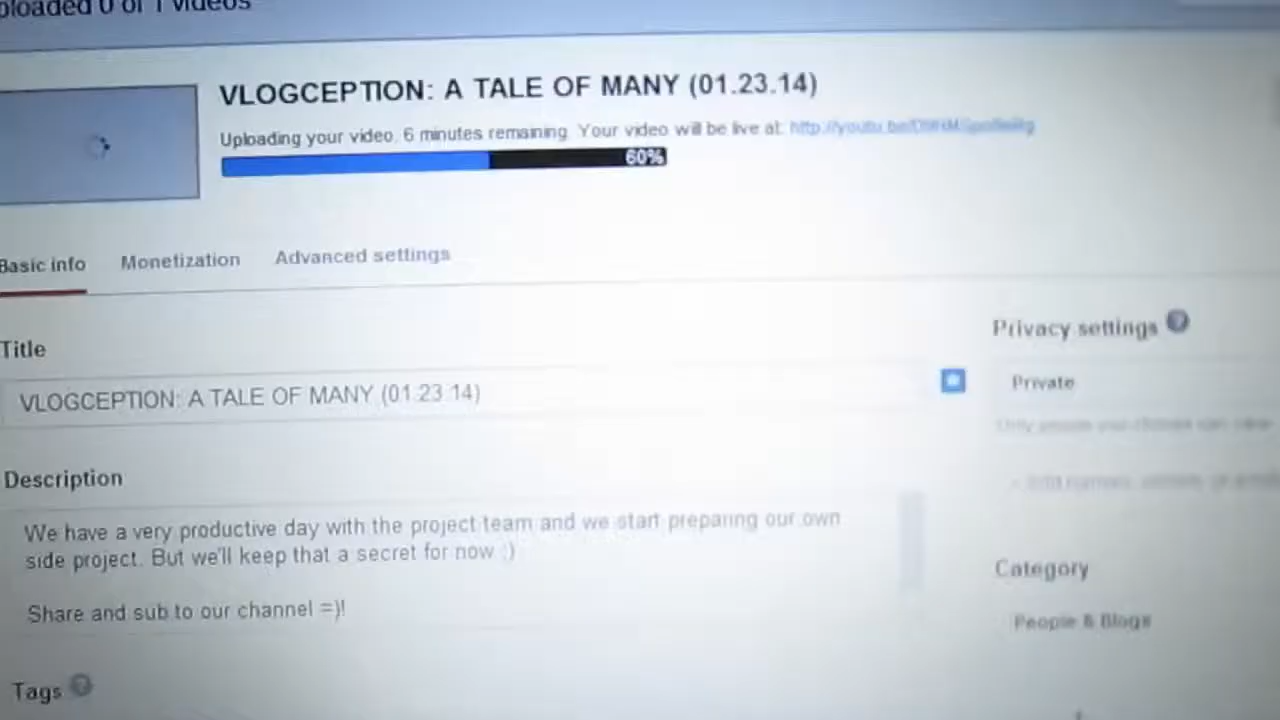 ploaded 0 of 1 videos
VLOGCEPTION: A TALE OF MANY (01.23.14)
Uploading your video. 6 minutes remaining. Your video will be live at:
60%
Basic info Monetization Advanced settings
Title
Privacy settings ?
VLOGCEPTION: A TALE OF MANY (01.23.14)
Private
Description
We have a very productive day with the project team and we start preparing our own
side project. But we'll keep that a secret for now :)
Share and sub to our channel =)!
Category
People & Blogs
Tags ?